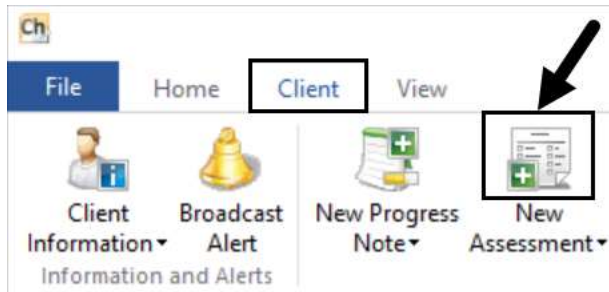 Ch
File Home Client View
Client Information▾ Broadcast Alert New Progress Note▾ New Assessment▾
Information and Alerts